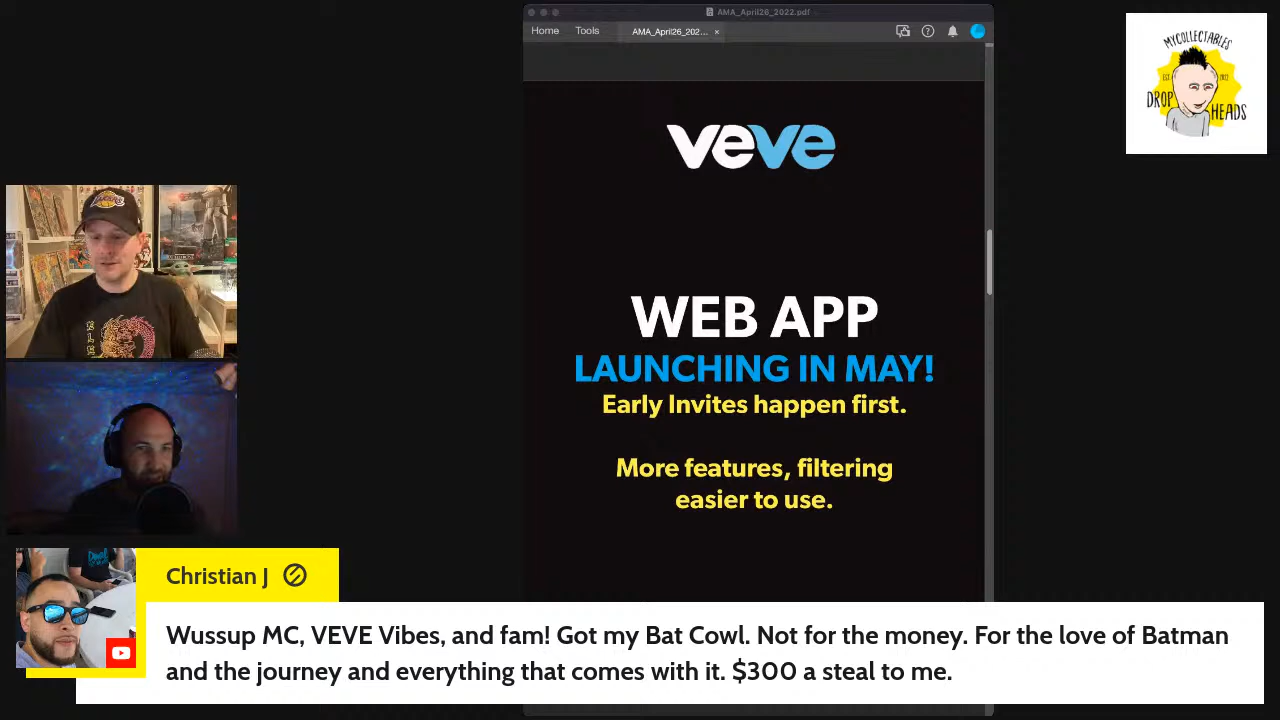 AMA_April26_2022.pdf
Home Tools AMA_April26_202... ×
MYCOLLECTABLES
EST. 2012
DROP HEADS
veve
WEB APP
LAUNCHING IN MAY!
Early Invites happen first.
More features, filtering
easier to use.
Christian J
Wussup MC, VEVE Vibes, and fam! Got my Bat Cowl. Not for the money. For the love of Batman
and the journey and everything that comes with it. $300 a steal to me.